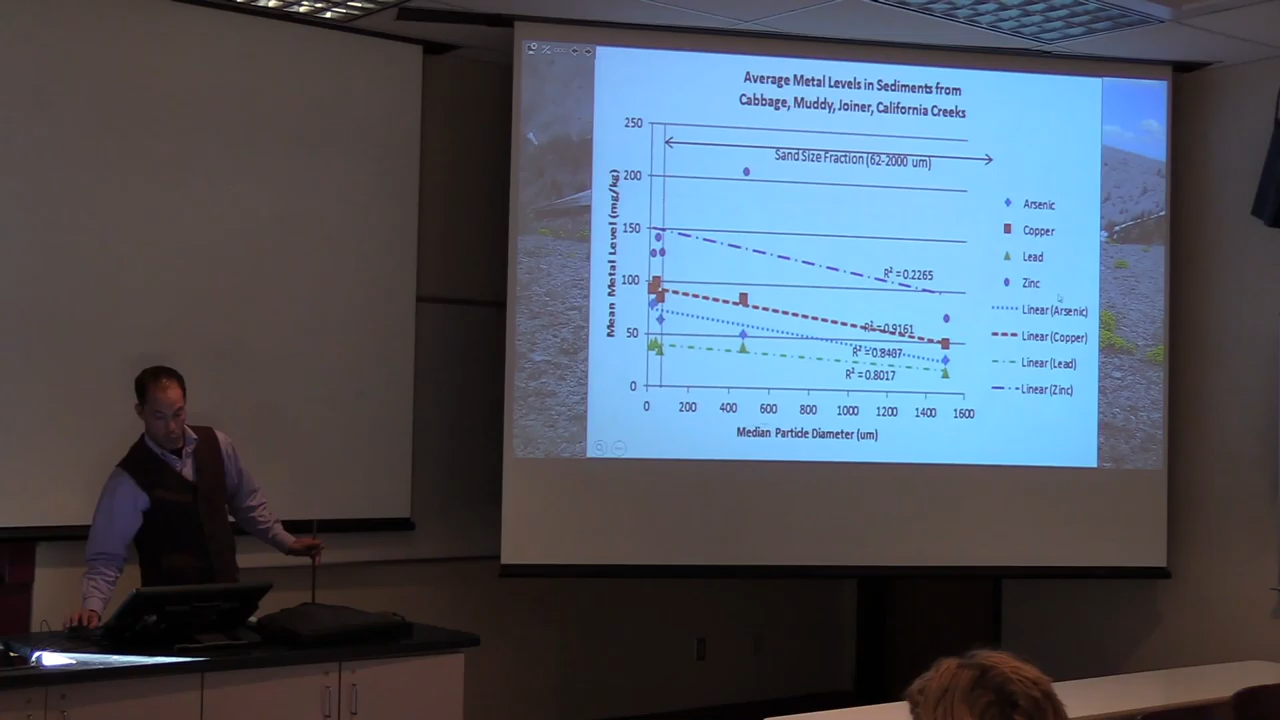 Average Metal Levels in Sediments from
Cabbage, Muddy, Joiner, California Creeks
250
200
150
100
50
0
Mean Metal Level (mg/kg)
Sand Size Fraction (62-2000 um)
R² = 0.2265
R² = 0.9161
R² = 0.8407
R² = 0.8017
0 200 400 600 800 1000 1200 1400 1600
Median Particle Diameter (um)
Arsenic
Copper
Lead
Zinc
Linear (Arsenic)
Linear (Copper)
Linear (Lead)
Linear (Zinc)